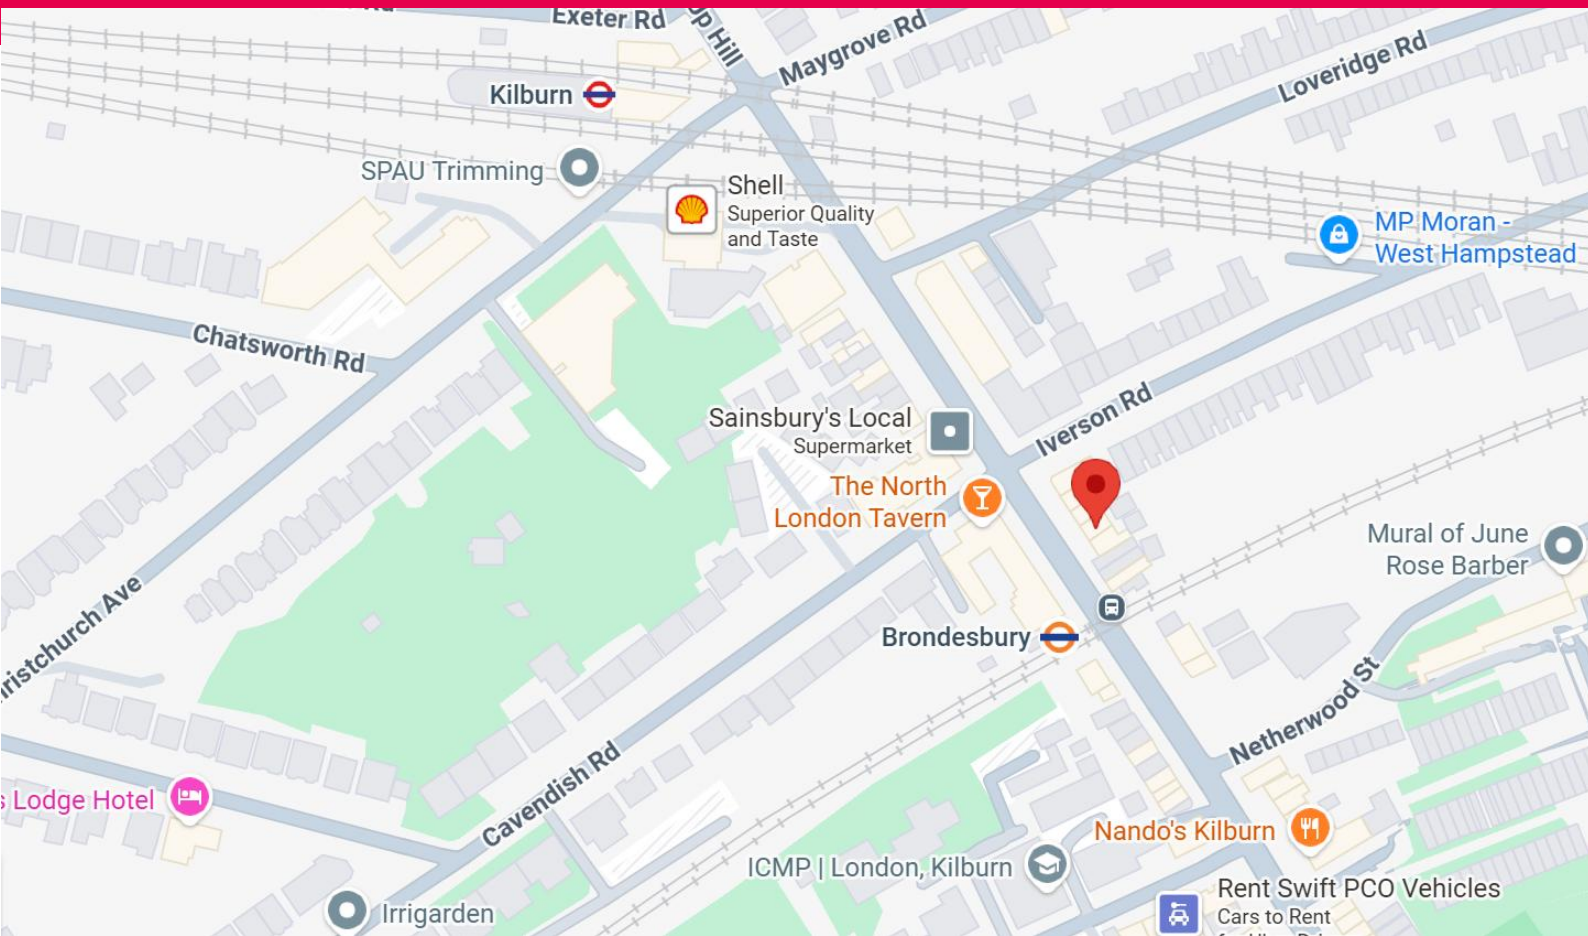 Exeter Rd
Maygrove Rd
Loveridge Rd
Kilburn
SPAU Trimming
Shell
Superior Quality
and Taste
MP Moran -
West Hampstead
Chatsworth Rd
Iverson Rd
Sainsbury's Local
Supermarket
The North
London Tavern
Mural of June
Rose Barber
ristchurch Ave
Brondesbury
Netherwood St
s Lodge Hotel
Cavendish Rd
Nando's Kilburn
ICMP | London, Kilburn
Rent Swift PCO Vehicles
Cars to Rent
Irrigarden